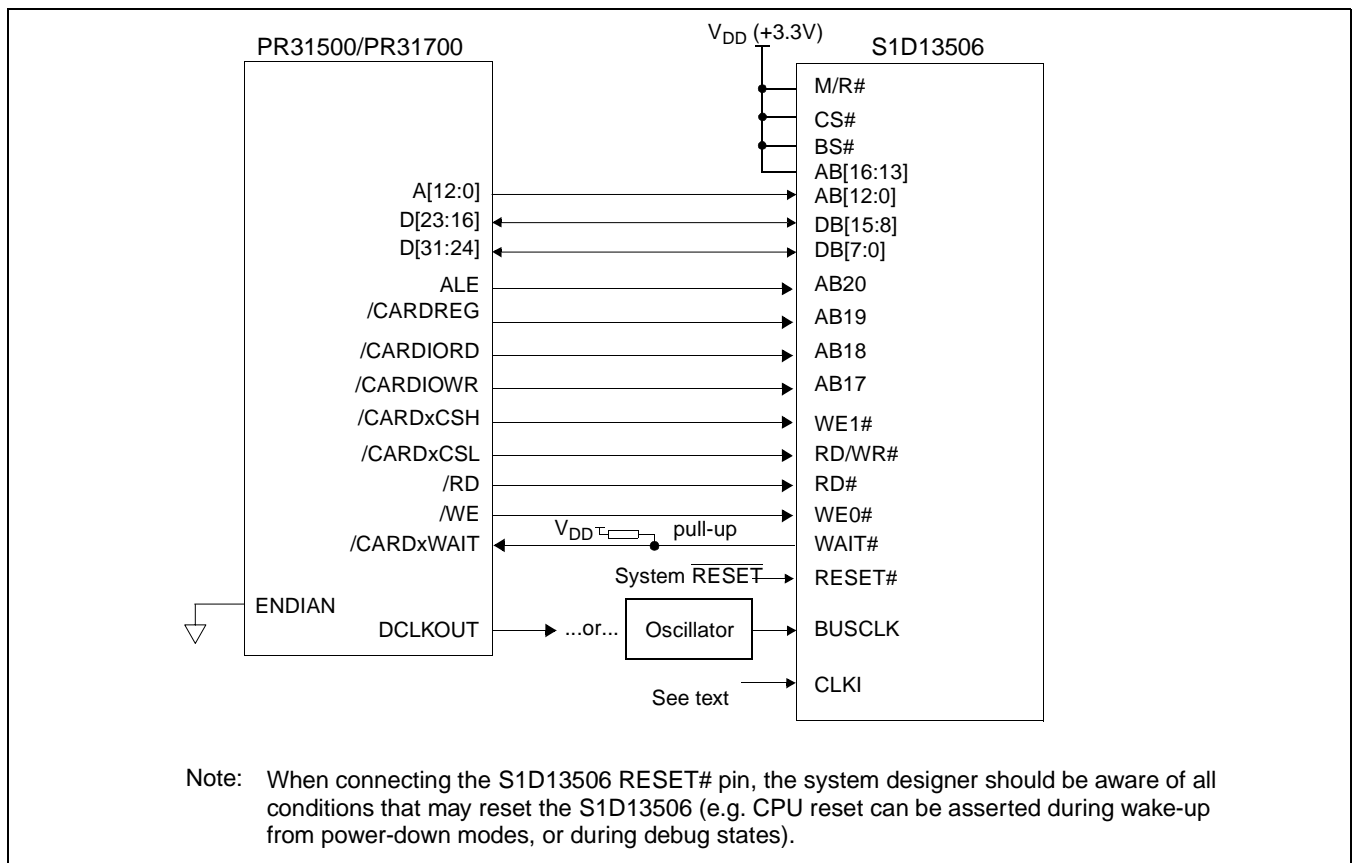 V_DD (+3.3V)
PR31500/PR31700
S1D13506
M/R#
CS#
BS#
AB[16:13]
A[12:0] AB[12:0]
D[23:16] DB[15:8]
D[31:24] DB[7:0]
ALE AB20
/CARDREG AB19
/CARDIORD AB18
/CARDIOWR AB17
/CARDxCSH WE1#
/CARDxCSL RD/WR#
/RD RD#
/WE WE0#
V_DD pull-up
/CARDxWAIT WAIT#
System RESET RESET#
ENDIAN
DCLKOUT ...or... Oscillator BUSCLK
See text CLKI
Note: When connecting the S1D13506 RESET# pin, the system designer should be aware of all
conditions that may reset the S1D13506 (e.g. CPU reset can be asserted during wake-up
from power-down modes, or during debug states).